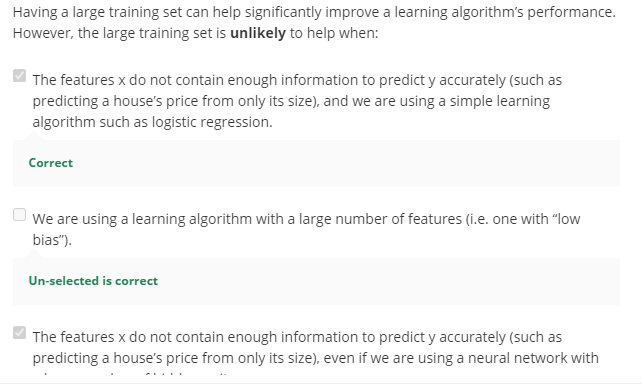 Having a large training set can help significantly improve a learning algorithm’s performance.
However, the large training set is unlikely to help when:
The features x do not contain enough information to predict y accurately (such as
predicting a house’s price from only its size), and we are using a simple learning
algorithm such as logistic regression.
Correct
We are using a learning algorithm with a large number of features (i.e. one with “low
bias”).
Un-selected is correct
The features x do not contain enough information to predict y accurately (such as
predicting a house’s price from only its size), even if we are using a neural network with